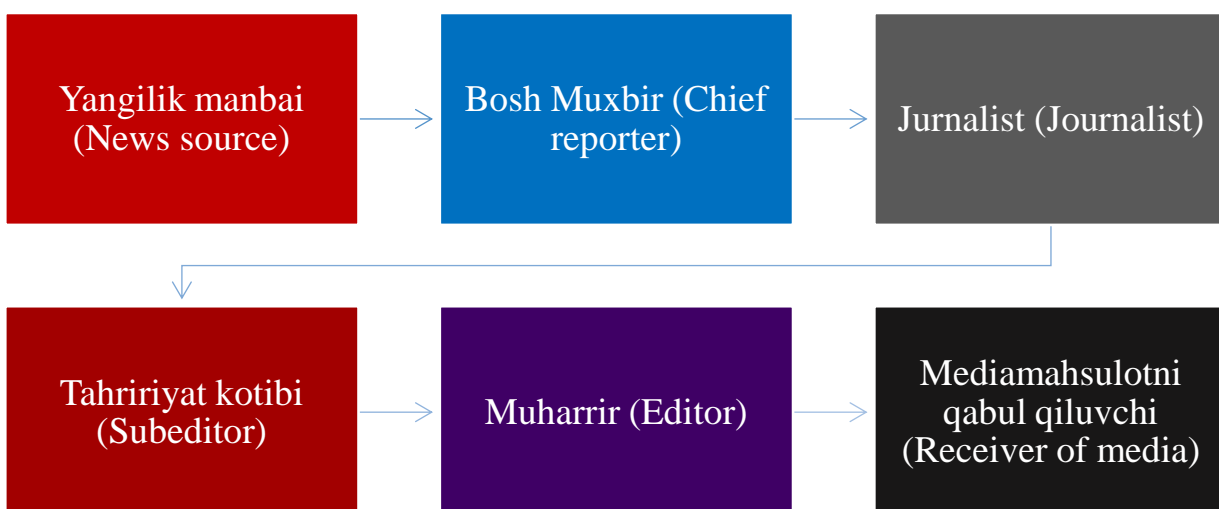 Yangilik manbai
(News source)
Bosh Muxbir (Chief
reporter)
Jurnalist (Journalist)
Tahririyat kotibi
(Subeditor)
Muharrir (Editor)
Mediamahsulotni
qabul qiluvchi
(Receiver of media)